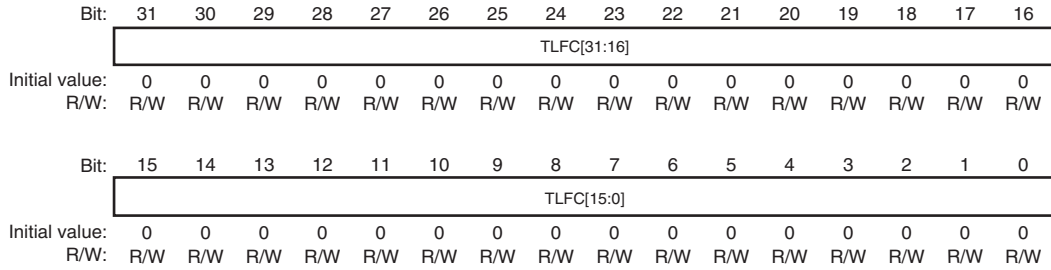 Bit: 31 30 29 28 27 26 25 24 23 22 21 20 19 18 17 16
TLFC[31:16]
Initial value: 0 0 0 0 0 0 0 0 0 0 0 0 0 0 0 0
R/W: R/W R/W R/W R/W R/W R/W R/W R/W R/W R/W R/W R/W R/W R/W R/W R/W
Bit: 15 14 13 12 11 10 9 8 7 6 5 4 3 2 1 0
TLFC[15:0]
Initial value: 0 0 0 0 0 0 0 0 0 0 0 0 0 0 0 0
R/W: R/W R/W R/W R/W R/W R/W R/W R/W R/W R/W R/W R/W R/W R/W R/W R/W